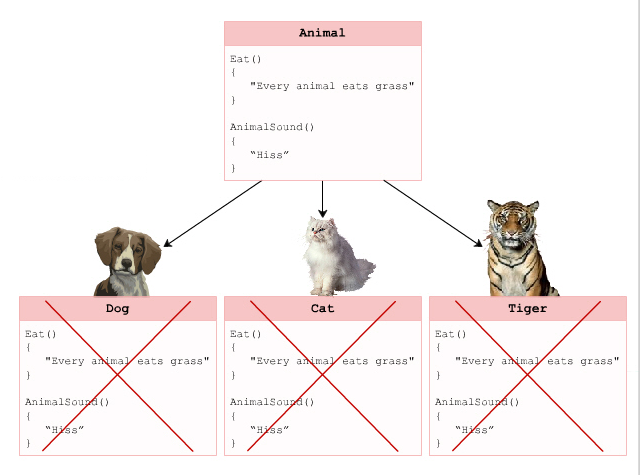 Animal
Eat()
{
"Every animal eats grass"
}
AnimalSound()
{
“Hiss”
}
Dog
Eat()
{
"Every animal eats grass"
}
AnimalSound()
{
“Hiss”
}
Cat
Eat()
{
"Every animal eats grass"
}
AnimalSound()
{
“Hiss”
}
Tiger
Eat()
{
"Every animal eats grass"
}
AnimalSound()
{
“Hiss”
}